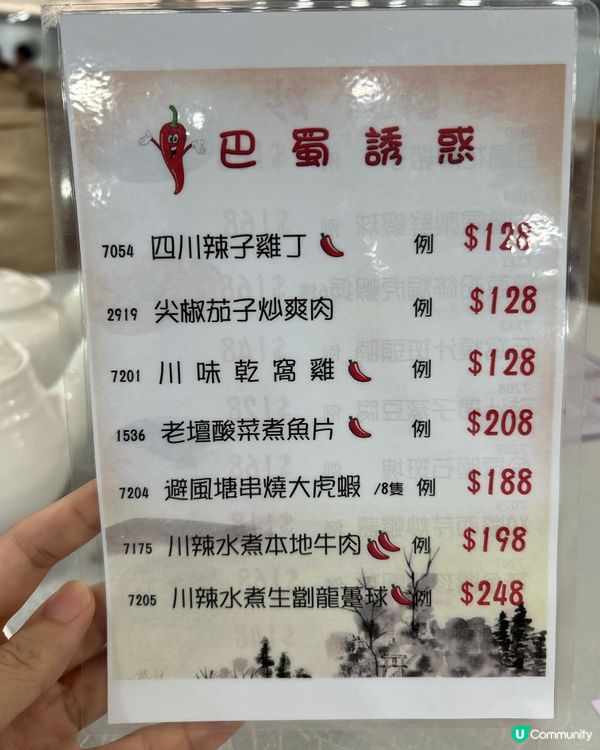 巴蜀誘惑
7054 四川辣子雞丁 例 $128
2919 尖椒茄子炒爽肉 例 $128
7201 川味乾窩雞 例 $128
1536 老壇酸菜煮魚片 例 $208
7204 避風塘串燒大虎蝦 /8隻 例 $188
7175 川辣水煮本地牛肉 例 $198
7205 川辣水煮生劏龍躉球 例 $248
U Community